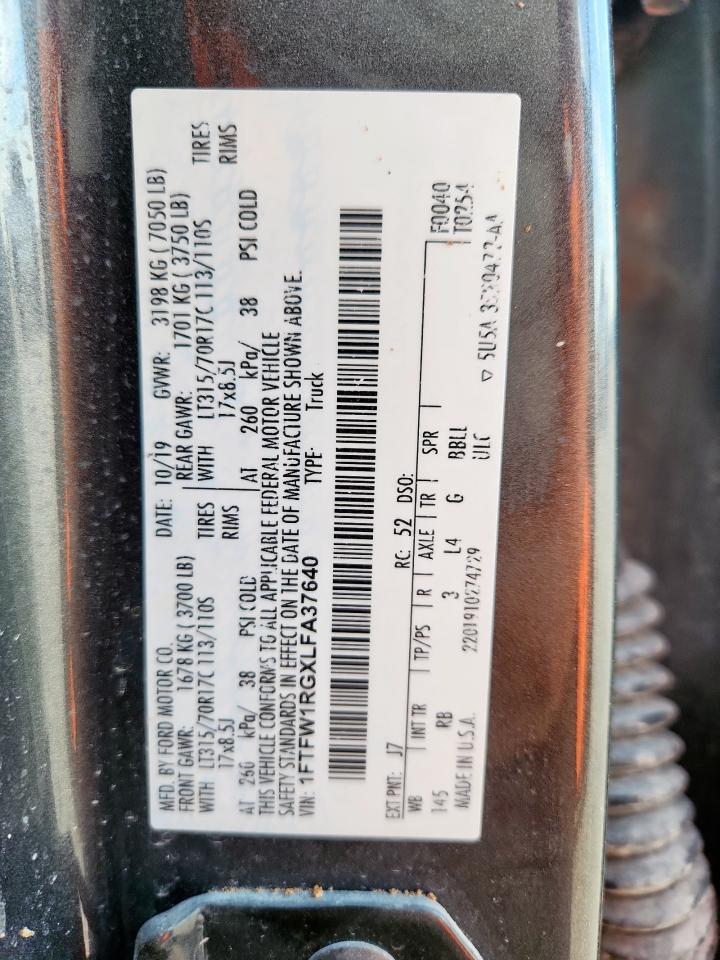 MFD. BY FORD MOTOR CO.
DATE: 10/19 GVWR: 3198 KG ( 7050 LB)
FRONT GAWR: 1678 KG ( 3700 LB) REAR GAWR: 1701 KG ( 3750 LB)
WITH LT315/70R17C 113/110S TIRES WITH LT315/70R17C 113/110S TIRES
17x8.5J RIMS 17x8.5J RIMS
AT 260 kPa/ 38 PSI COLD AT 260 kPa/ 38 PSI COLD
THIS VEHICLE CONFORMS TO ALL APPLICABLE FEDERAL MOTOR VEHICLE
SAFETY STANDARDS IN EFFECT ON THE DATE OF MANUFACTURE SHOWN ABOVE.
VIN: 1FTFW1RGXLFA37640 TYPE: Truck
EXT PNT: J7 RC: 52 DSO:
WB INT TR TP/PS R AXLE TR SPR F0040
145 RB 3 L4 G BBLL T0254
MADE IN U.S.A. 2201910274729 ULC